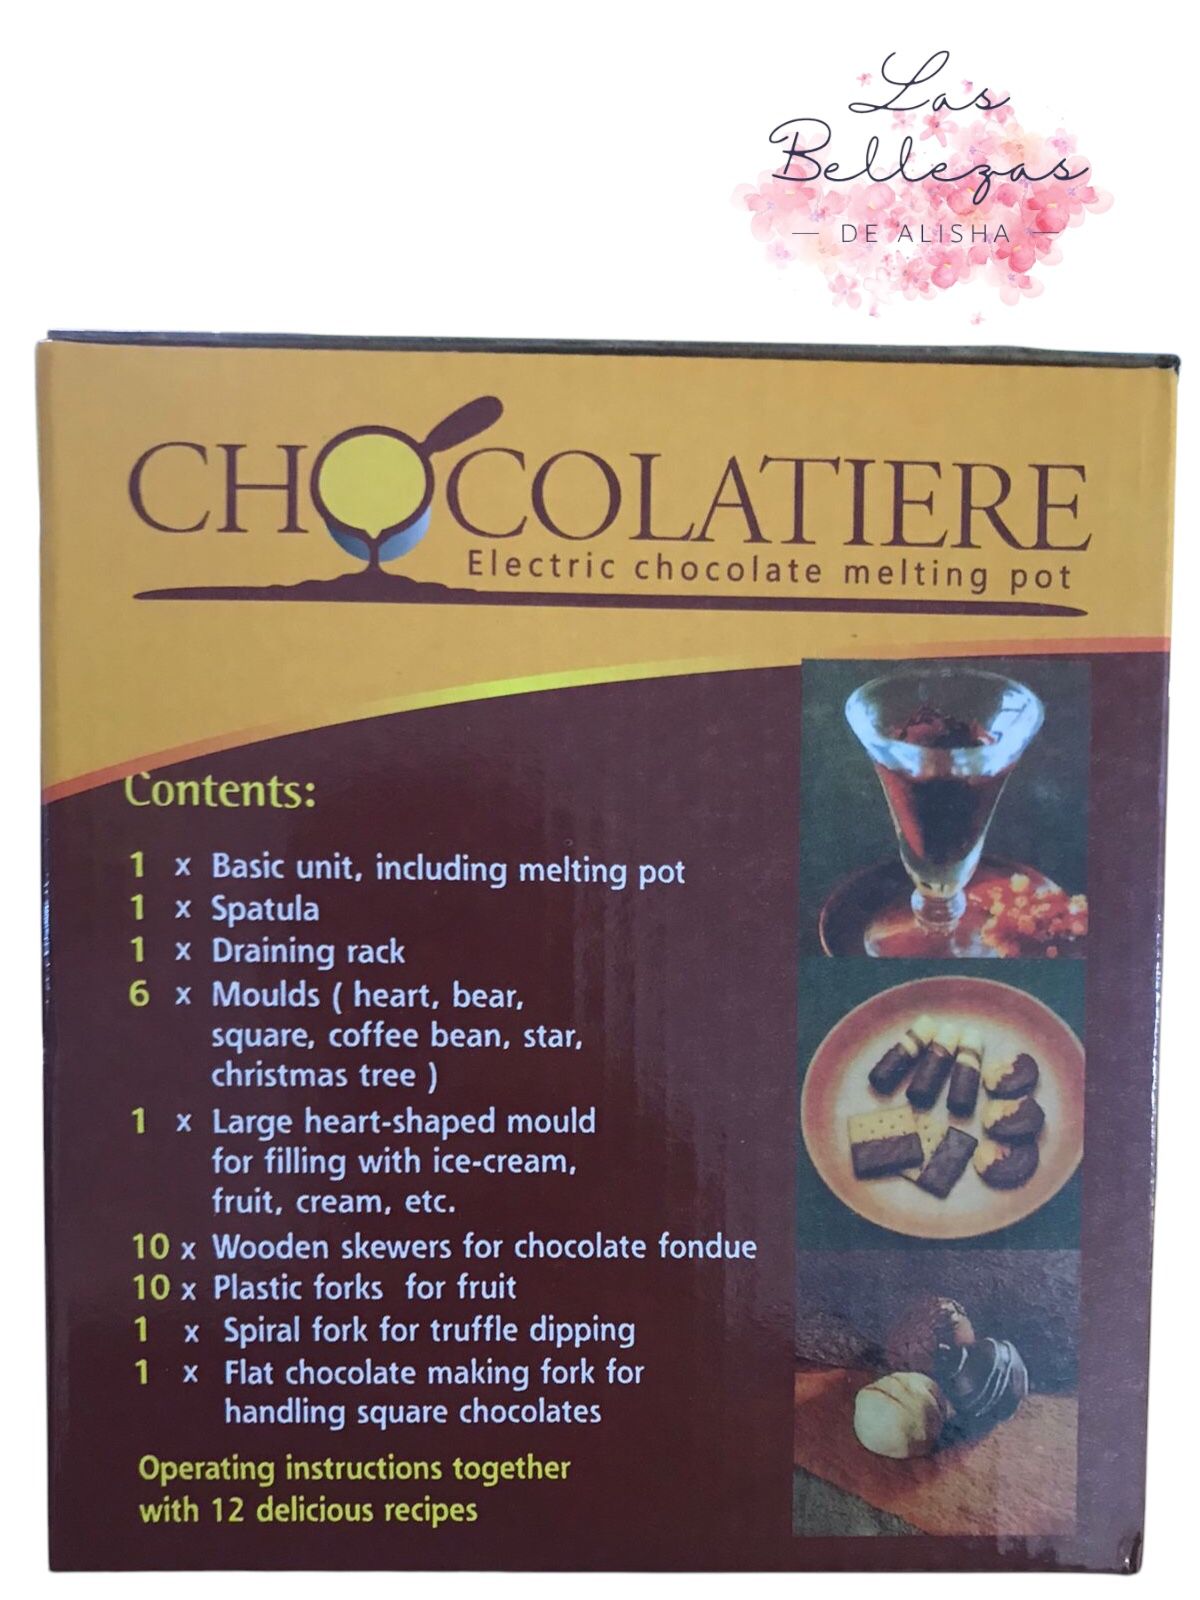 Las
Bellezas
— DE ALISHA —
CHOCOLATIERE
Electric chocolate melting pot
Contents:
1 x Basic unit, including melting pot
1 x Spatula
1 x Draining rack
6 x Moulds ( heart, bear,
square, coffee bean, star,
christmas tree )
1 x Large heart-shaped mould
for filling with ice-cream,
fruit, cream, etc.
10 x Wooden skewers for chocolate fondue
10 x Plastic forks for fruit
1 x Spiral fork for truffle dipping
1 x Flat chocolate making fork for
handling square chocolates
Operating instructions together
with 12 delicious recipes